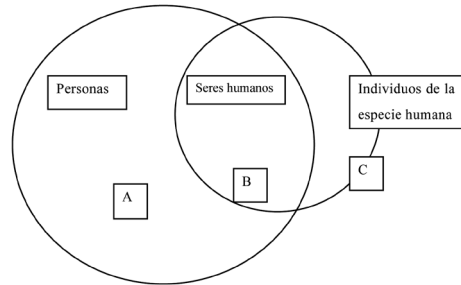 Personas
Seres humanos
Individuos de la
especie humana
A
B
C